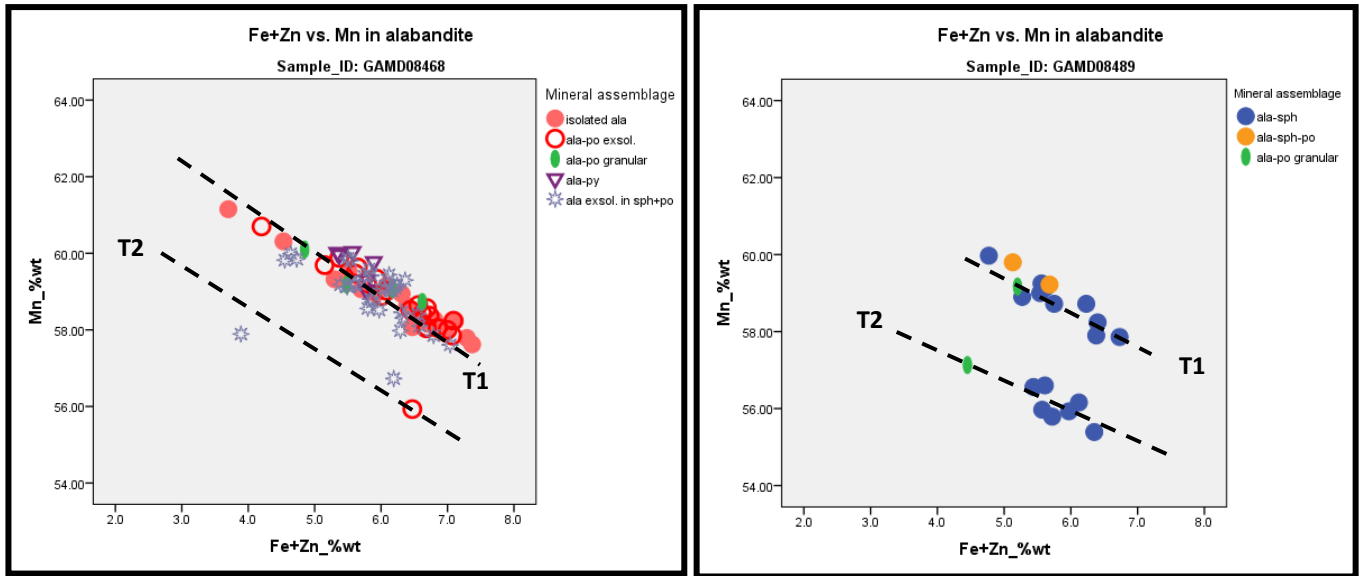 Fe+Zn vs. Mn in alabandite
Sample_ID: GAMD08468
Mineral assemblage
isolated ala
ala-po exsol.
ala-po granular
ala-py
ala exsol. in sph+po
64.00
62.00
60.00
58.00
56.00
54.00
Mn_%wt
T2
T1
2.0 3.0 4.0 5.0 6.0 7.0 8.0
Fe+Zn_%wt
Fe+Zn vs. Mn in alabandite
Sample_ID: GAMD08489
Mineral assemblage
ala-sph
ala-sph-po
ala-po granular
64.00
62.00
60.00
58.00
56.00
54.00
Mn_%wt
T2
T1
2.0 3.0 4.0 5.0 6.0 7.0 8.0
Fe+Zn_%wt